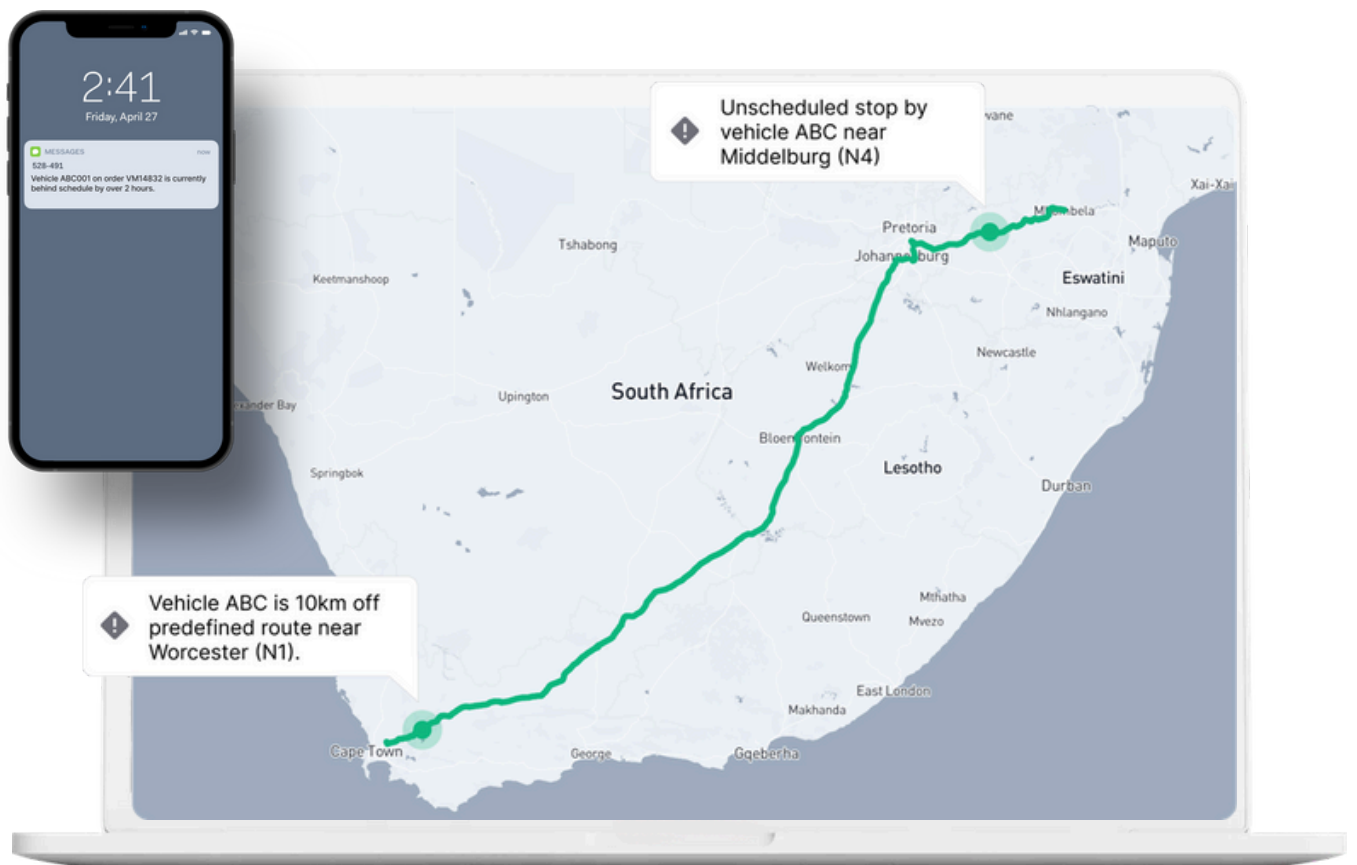 2:41
Friday, April 27
MESSAGES
now
528-491
Vehicle ABC001 on order VM14832 is currently
behind schedule by over 2 hours.
Unscheduled stop by
vehicle ABC near
Middelburg (N4)
wane
Xai-Xai
Mbombela
Pretoria
Tshabong
Maputo
Johannesburg
Keetmanshoop
Eswatini
Nhlangano
Newcastle
Welkom
South Africa
Upington
exander Bay
Bloemfontein
Lesotho
Springbok
Durban
Vehicle ABC is 10km off
predefined route near
Worcester (N1).
Mthatha
Queenstown
Mvezo
East London
Makhanda
Cape Town
George
Gqeberha